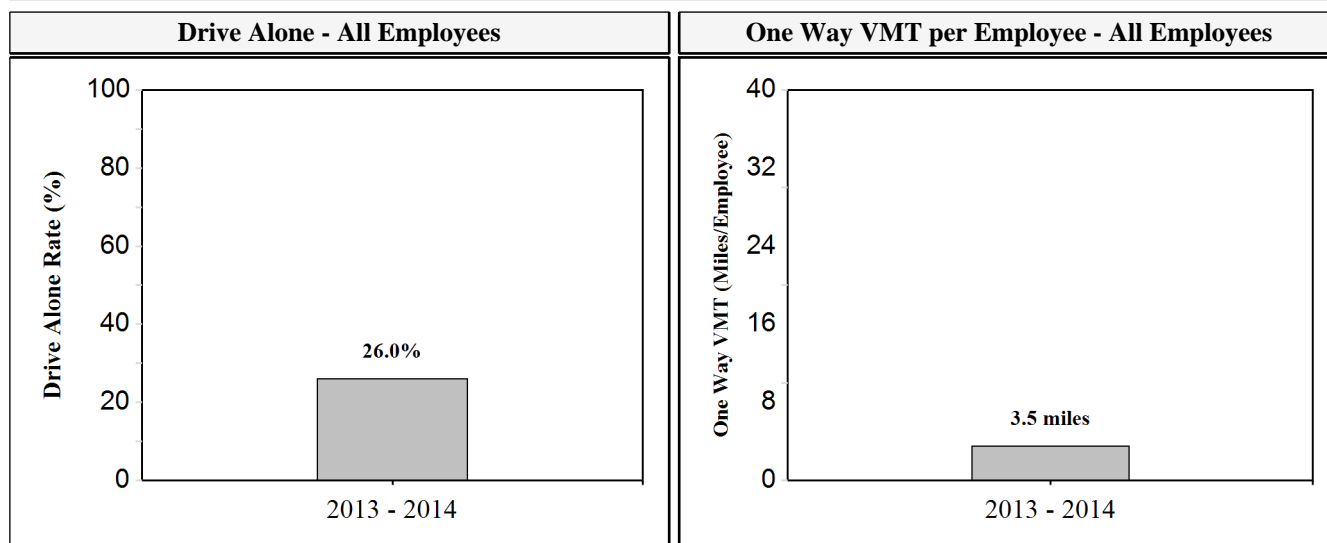 Drive Alone - All Employees
One Way VMT per Employee - All Employees
Drive Alone Rate (%)
100
80
60
40
20
0
26.0%
2013 - 2014
One Way VMT (Miles/Employee)
40
32
24
16
8
0
3.5 miles
2013 - 2014